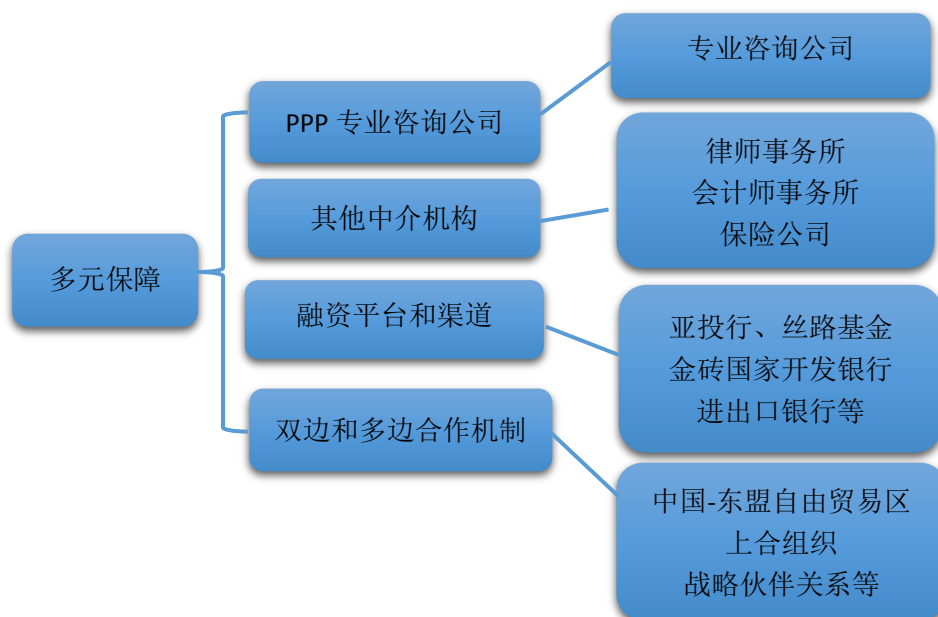 多元保障
PPP 专业咨询公司
专业咨询公司
其他中介机构
律师事务所
会计师事务所
保险公司
融资平台和渠道
亚投行、丝路基金
金砖国家开发银行
进出口银行等
双边和多边合作机制
中国-东盟自由贸易区
上合组织
战略伙伴关系等